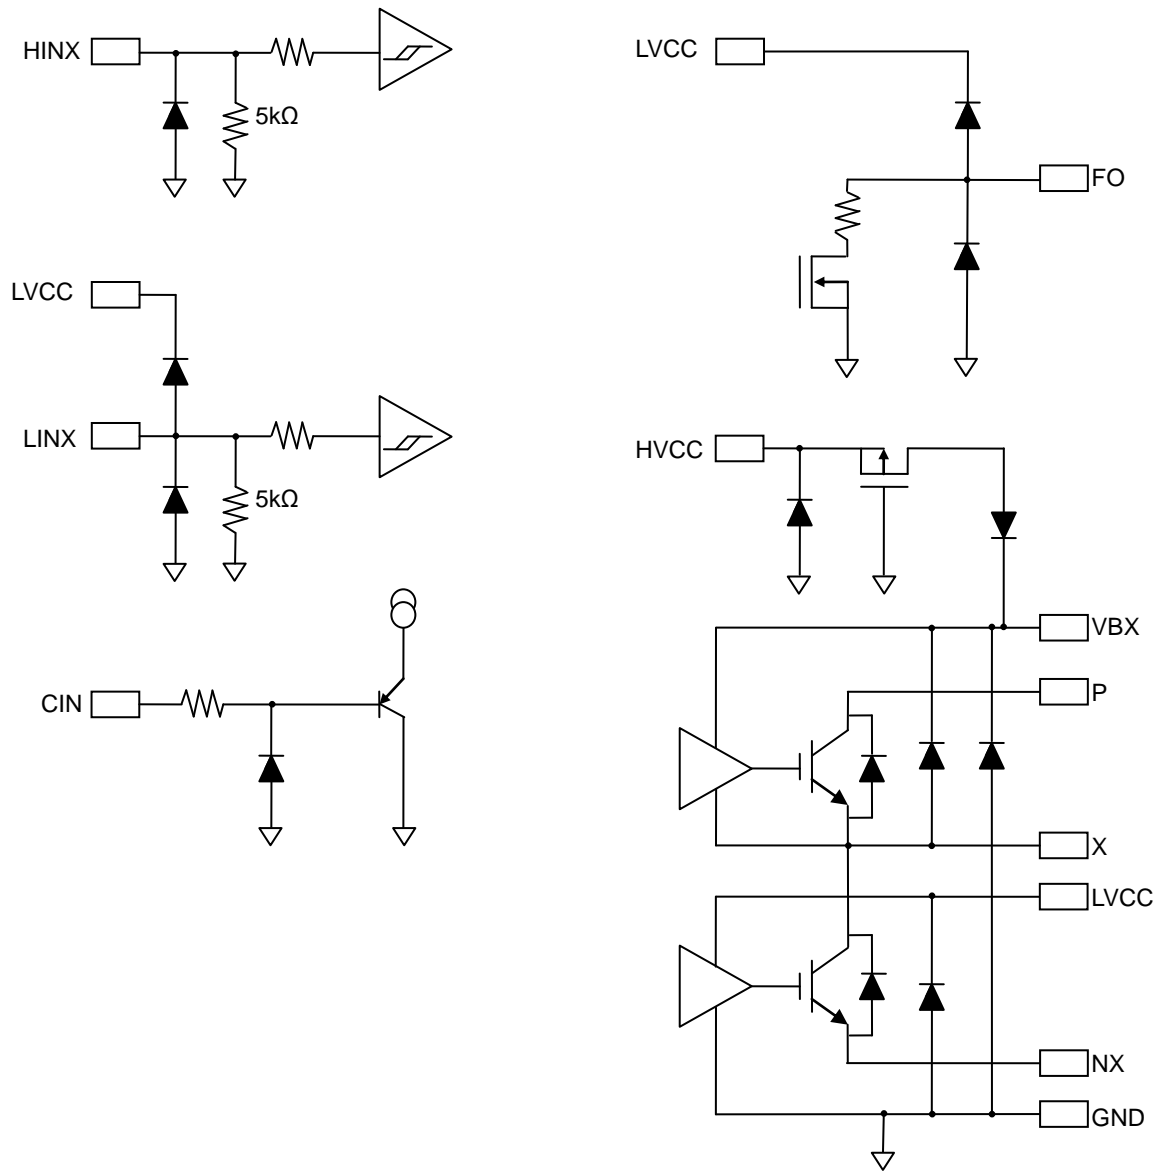 HINX
5kΩ
LVCC
LINX
5kΩ
CIN
LVCC
FO
HVCC
VBX
P
X
LVCC
NX
GND